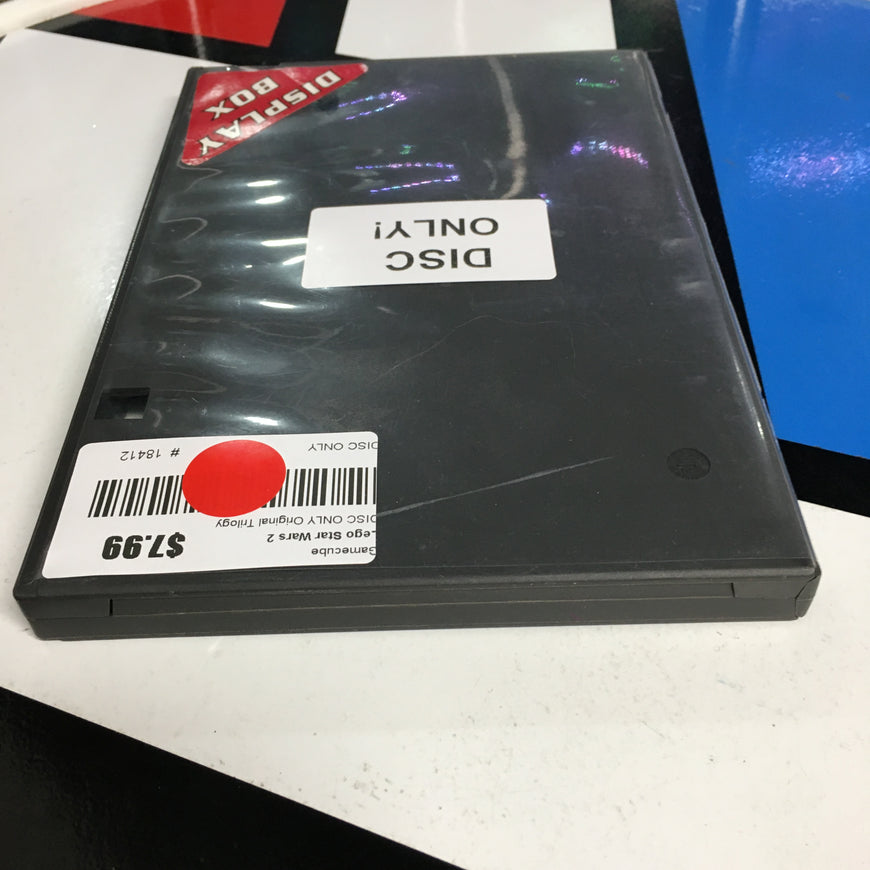 DISPLAY
BOX
DISC
ONLY!
Gamecube
Lego Star Wars 2
DISC ONLY Original Trilogy
$7.99
DISC ONLY
# 18412